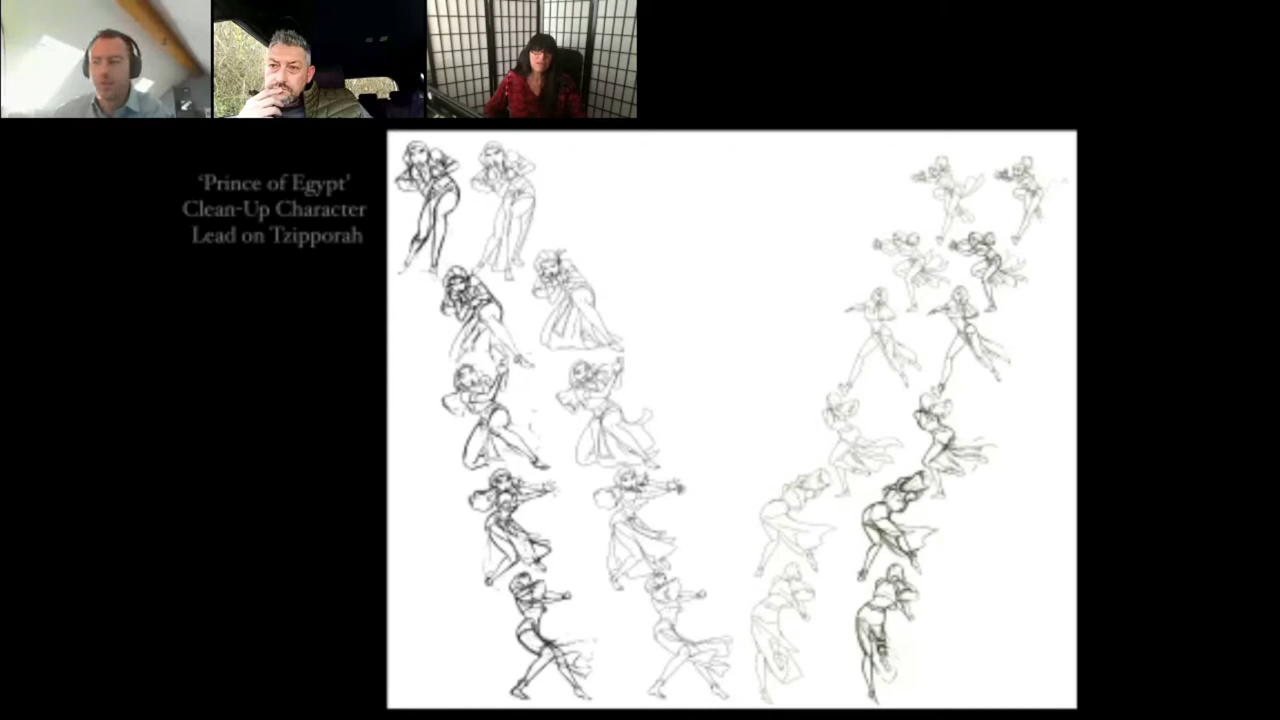 ‘Prince of Egypt’
Clean-Up Character
Lead on Tzipporah